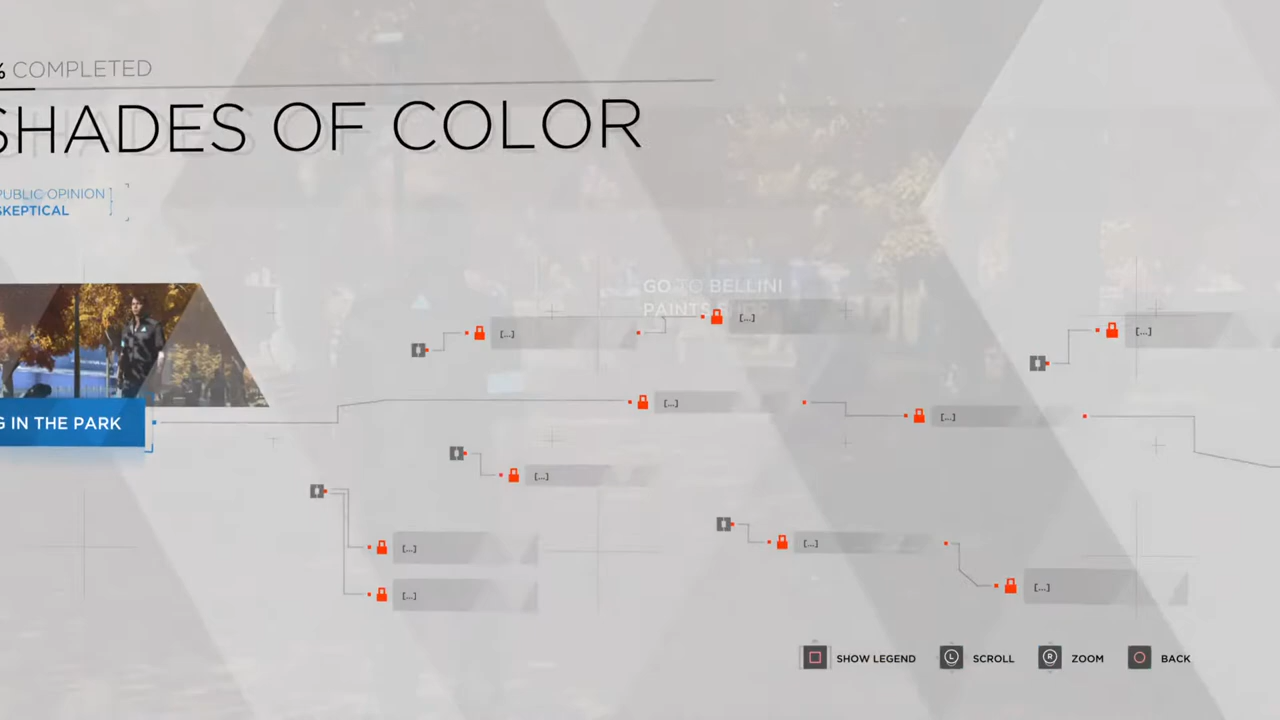 % COMPLETED
SHADES OF COLOR
PUBLIC OPINION
SKEPTICAL
GO TO BELLINI
PAINTS
[...]
[...]
[...]
G IN THE PARK
[...]
[...]
[...]
[...]
[...]
[...]
[...]
SHOW LEGEND
L
SCROLL
R
ZOOM
BACK